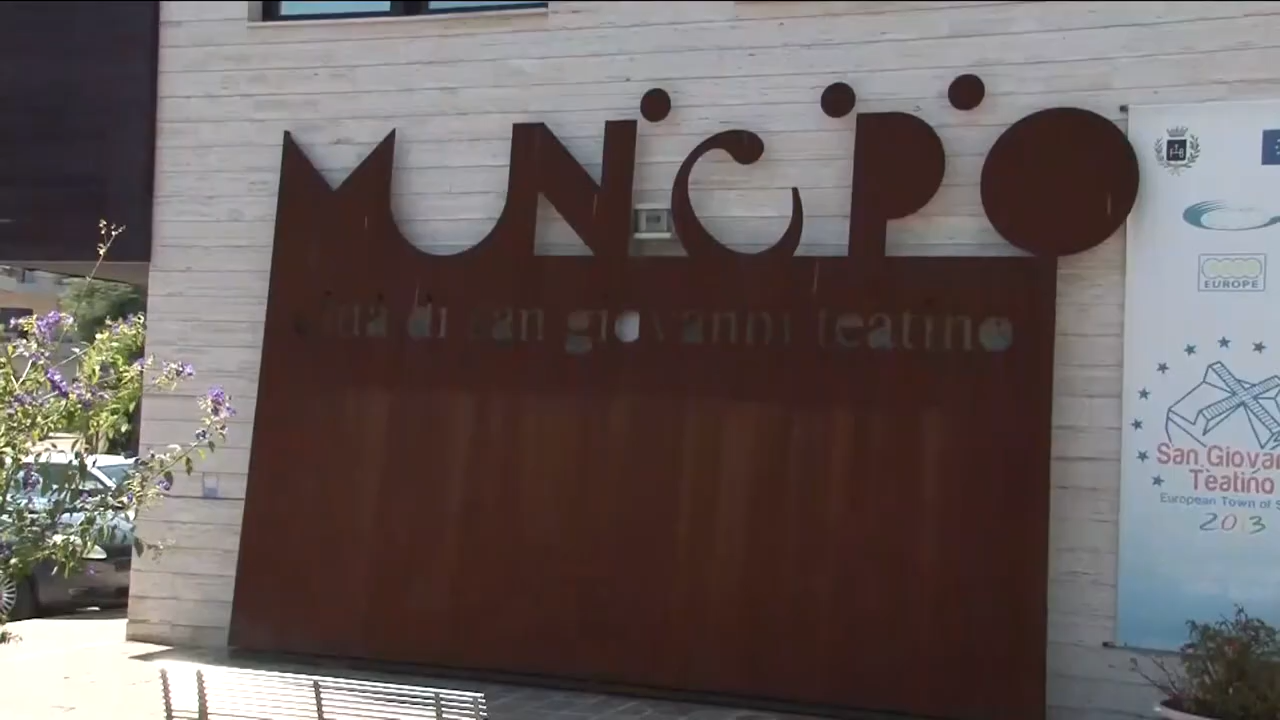 MUNICIPIO
città di san giovanni teatino
EUROPE
San Giova
Teatino
European Town of S
2013